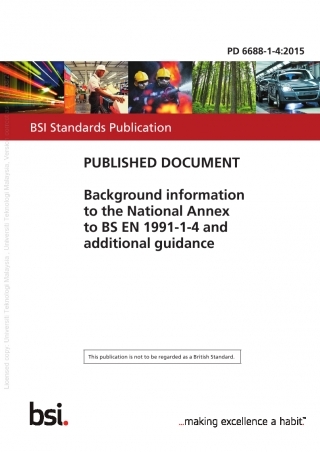 PD 6688-1-4:2015
BSI Standards Publication
PUBLISHED DOCUMENT
Background information
to the National Annex
to BS EN 1991-1-4 and
additional guidance
This publication is not to be regarded as a British Standard.
bsi.
...making excellence a habit.™